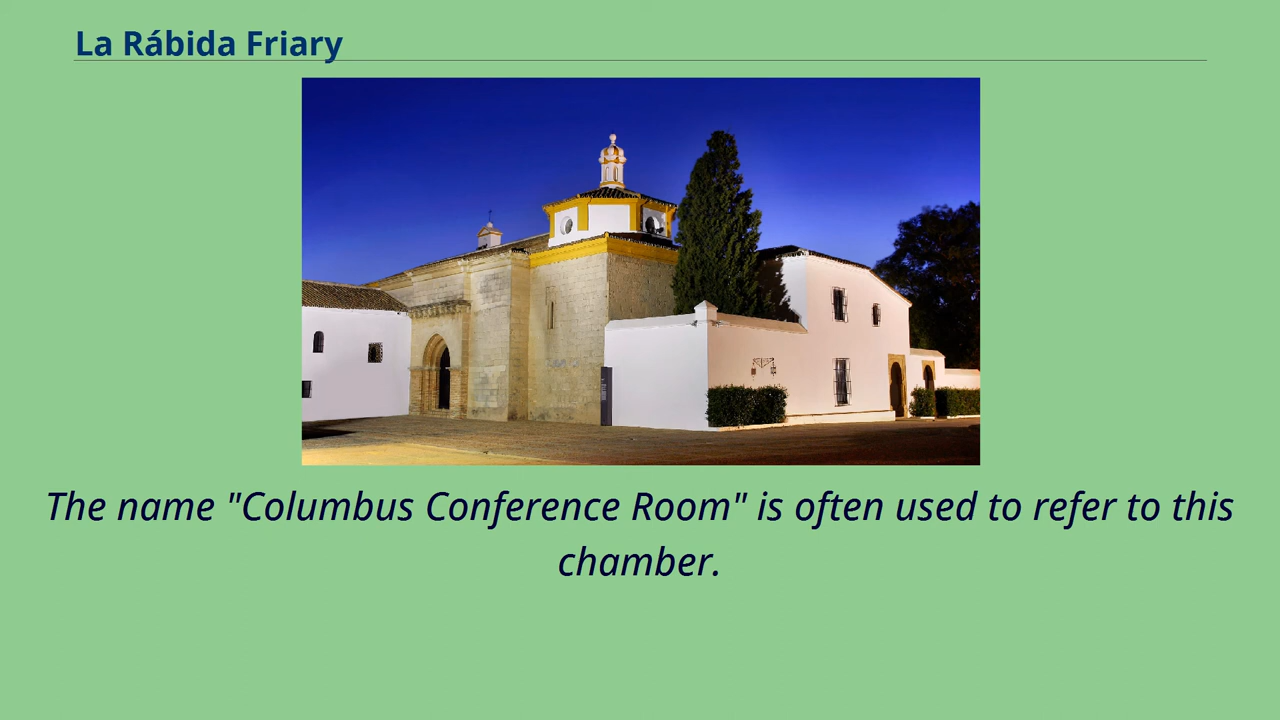 La Rábida Friary
The name "Columbus Conference Room" is often used to refer to this
chamber.